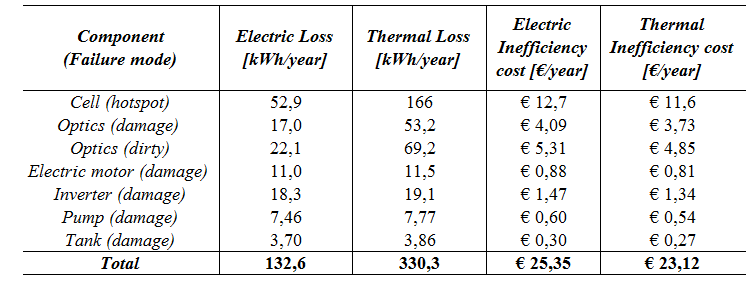 Component (Failure mode) Electric Loss [kWh/year] Thermal Loss [kWh/year] Electric Inefficiency cost [€/year] Thermal Inefficiency cost [€/year]
Cell (hotspot) 52,9 166 € 12,7 € 11,6
Optics (damage) 17,0 53,2 € 4,09 € 3,73
Optics (dirty) 22,1 69,2 € 5,31 € 4,85
Electric motor (damage) 11,0 11,5 € 0,88 € 0,81
Inverter (damage) 18,3 19,1 € 1,47 € 1,34
Pump (damage) 7,46 7,77 € 0,60 € 0,54
Tank (damage) 3,70 3,86 € 0,30 € 0,27
Total 132,6 330,3 € 25,35 € 23,12